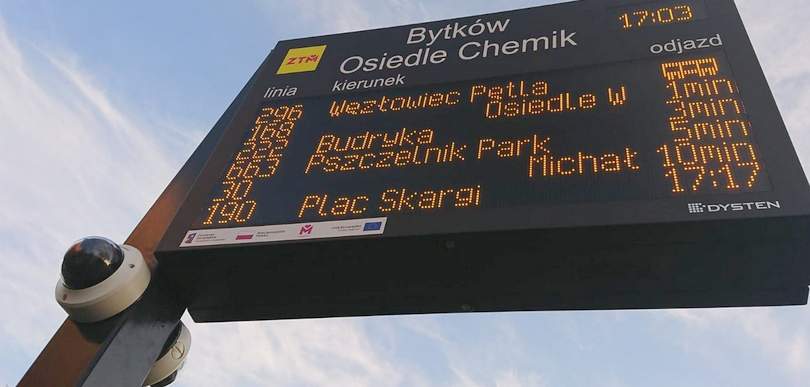 Bytków
17:03
ZTM
Osiedle Chemik
linia kierunek odjazd
296 Węzłowiec Pętla
168 Osiedle W 1min
3min
Budryka 5min
663 Pszczelnik Park 10min
30 Michał 17:17
190 Plac Skargi
DYSTEN